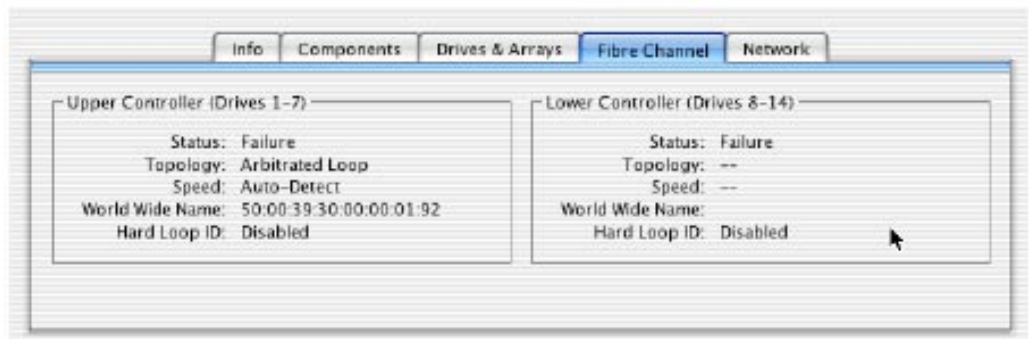 Info Components Drives & Arrays Fibre Channel Network
Upper Controller (Drives 1-7)
Status: Failure
Topology: Arbitrated Loop
Speed: Auto-Detect
World Wide Name: 50:00:39:30:00:00:01:92
Hard Loop ID: Disabled
Lower Controller (Drives 8-14)
Status: Failure
Topology: --
Speed: --
World Wide Name:
Hard Loop ID: Disabled